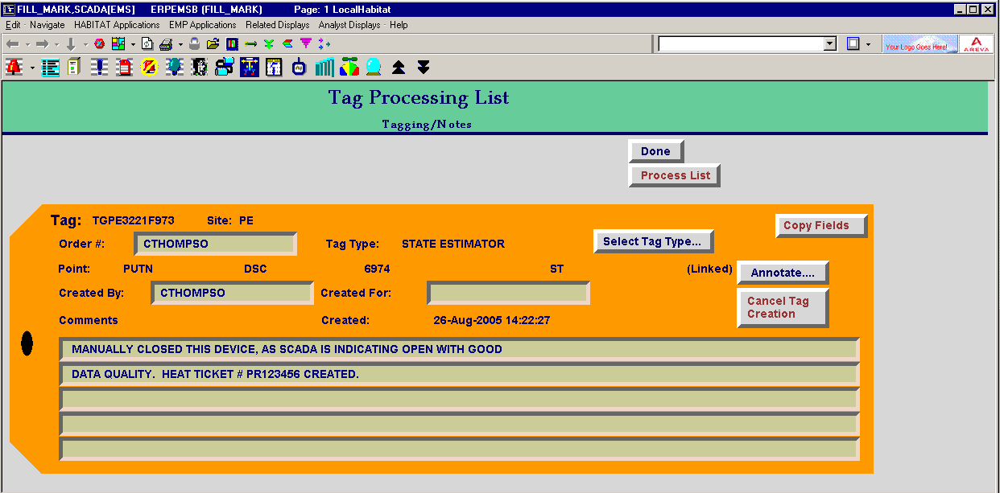 FILL_MARK,SCADA[EMS] ERPEMSB (FILL_MARK) Page: 1 LocalHabitat
Edit Navigate HABITAT Applications EMP Applications Related Displays Analyst Displays Help
Your Logo Goes Here!
AREVA
Tag Processing List
Tagging/Notes
Done
Process List
Tag: TGPE3221F973 Site: PE
Copy Fields
Order #: CTHOMPSO Tag Type: STATE ESTIMATOR Select Tag Type...
Point: PUTN DSC 6974 ST (Linked) Annotate....
Created By: CTHOMPSO Created For:
Cancel Tag
Creation
Comments Created: 26-Aug-2005 14:22:27
MANUALLY CLOSED THIS DEVICE, AS SCADA IS INDICATING OPEN WITH GOOD
DATA QUALITY. HEAT TICKET # PR123456 CREATED.